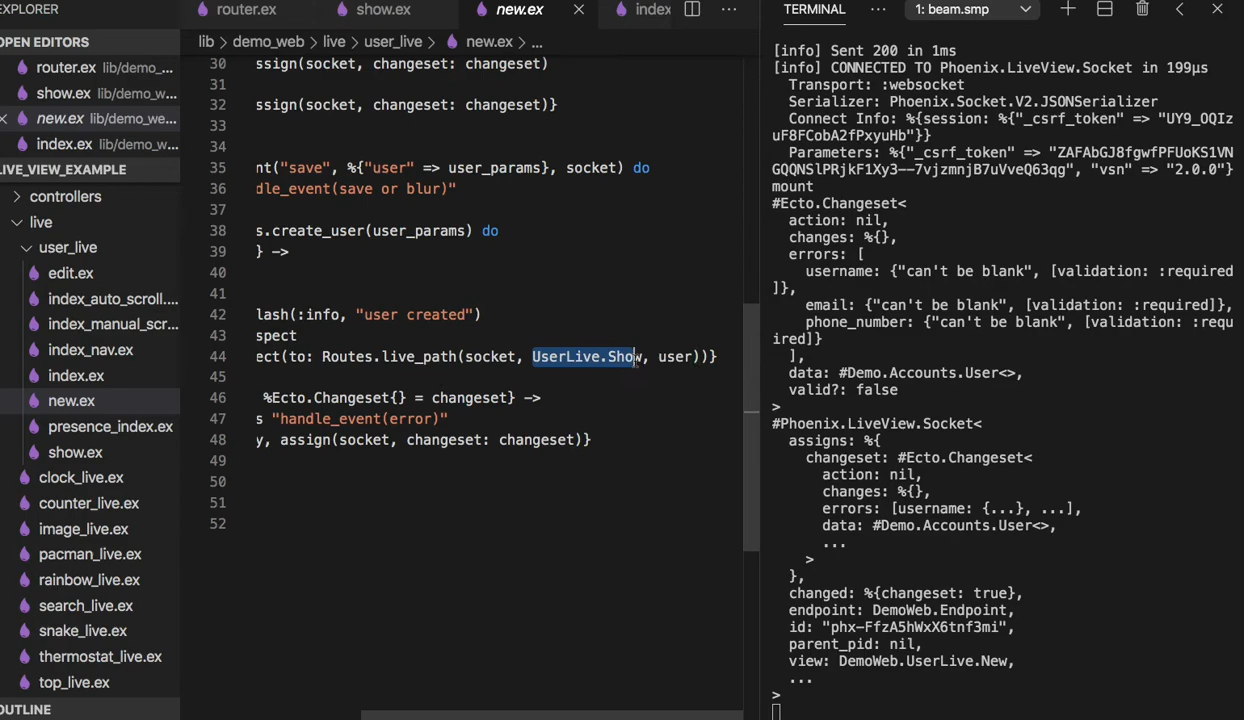 EXPLORER
OPEN EDITORS
router.ex lib/demo_...
show.ex lib/demo_w...
new.ex lib/demo_we...
index.ex lib/demo_w...
LIVE_VIEW_EXAMPLE
controllers
live
user_live
edit.ex
index_auto_scroll....
index_manual_scr...
index_nav.ex
index.ex
new.ex
presence_index.ex
show.ex
clock_live.ex
counter_live.ex
image_live.ex
pacman_live.ex
rainbow_live.ex
search_live.ex
snake_live.ex
thermostat_live.ex
top_live.ex
OUTLINE
router.ex show.ex new.ex index
lib > demo_web > live > user_live > new.ex > ...
30 ssign(socket, changeset: changeset)
31
32 ssign(socket, changeset: changeset)}
33
34
35 nt("save", %{"user" => user_params}, socket) do
36 dle_event(save or blur)"
37
38 s.create_user(user_params) do
39 } ->
40
41
42 lash(:info, "user created")
43 spect
44 ect(to: Routes.live_path(socket, UserLive.Show, user))}
45
46 %Ecto.Changeset{} = changeset} ->
47 s "handle_event(error)"
48 y, assign(socket, changeset: changeset)}
49
50
51
52
TERMINAL ... 1: beam.smp
[info] Sent 200 in 1ms
[info] CONNECTED TO Phoenix.LiveView.Socket in 199µs
Transport: :websocket
Serializer: Phoenix.Socket.V2.JSONSerializer
Connect Info: %{session: %{"_csrf_token" => "UY9_OQIz
uF8FCobA2fPxyuHb"}}
Parameters: %{"_csrf_token" => "ZAFAbGJ8fgwfPFUoKS1VN
GQQNSlPRjkF1Xy3--7vjzmnjB7uVveQ63qg", "vsn" => "2.0.0"}
mount
#Ecto.Changeset<
action: nil,
changes: %{},
errors: [
username: {"can't be blank", [validation: :required
]},
email: {"can't be blank", [validation: :required]},
phone_number: {"can't be blank", [validation: :requ
ired]}
],
data: #Demo.Accounts.User<>,
valid?: false
>
#Phoenix.LiveView.Socket<
assigns: %{
changeset: #Ecto.Changeset<
action: nil,
changes: %{},
errors: [username: {...}, ...],
data: #Demo.Accounts.User<>,
...
>
},
changed: %{changeset: true},
endpoint: DemoWeb.Endpoint,
id: "phx-FfzA5hWxX6tnf3mi",
parent_pid: nil,
view: DemoWeb.UserLive.New,
...
>